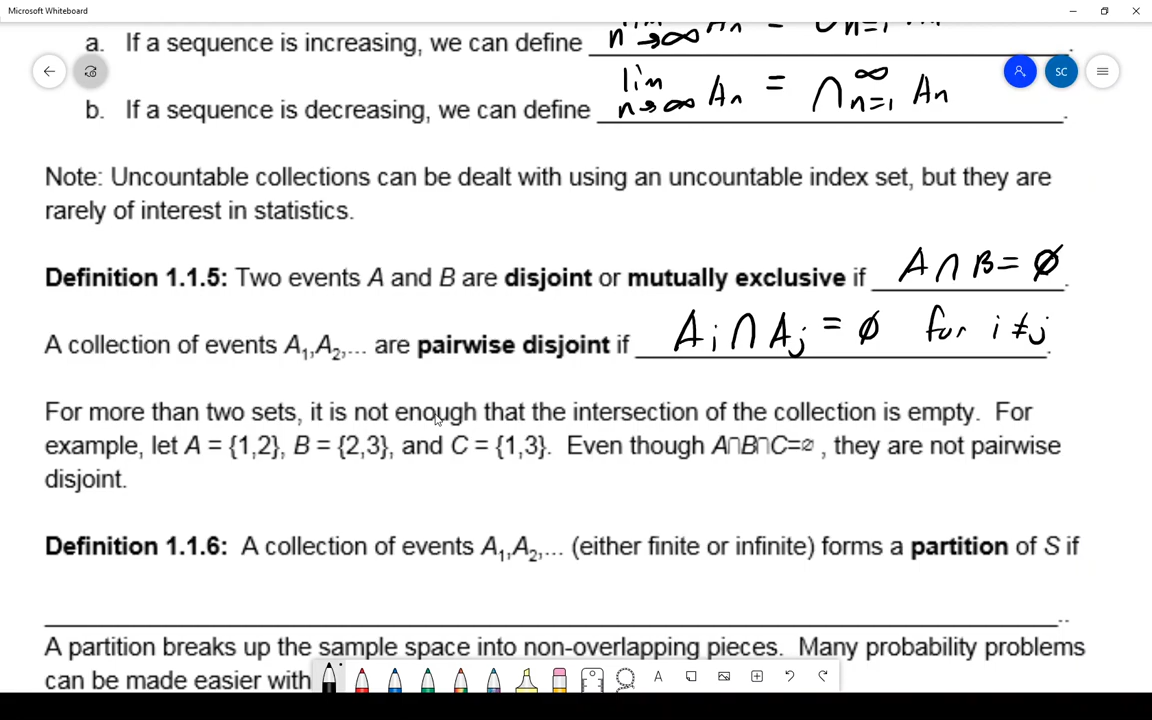 Microsoft Whiteboard
a. If a sequence is increasing, we can define
n→∞ An = ∪n=1
b. If a sequence is decreasing, we can define lim n→∞ An = ∩∞n=1 An.
SC
Note: Uncountable collections can be dealt with using an uncountable index set, but they are
rarely of interest in statistics.
Definition 1.1.5: Two events A and B are disjoint or mutually exclusive if A∩B=∅.
A collection of events A1,A2,... are pairwise disjoint if Ai∩Aj=∅ for i≠j.
For more than two sets, it is not enough that the intersection of the collection is empty. For
example, let A = {1,2}, B = {2,3}, and C = {1,3}. Even though A∩B∩C=∅, they are not pairwise
disjoint.
Definition 1.1.6: A collection of events A1,A2,... (either finite or infinite) forms a partition of S if
A partition breaks up the sample space into non-overlapping pieces. Many probability problems
can be made easier with